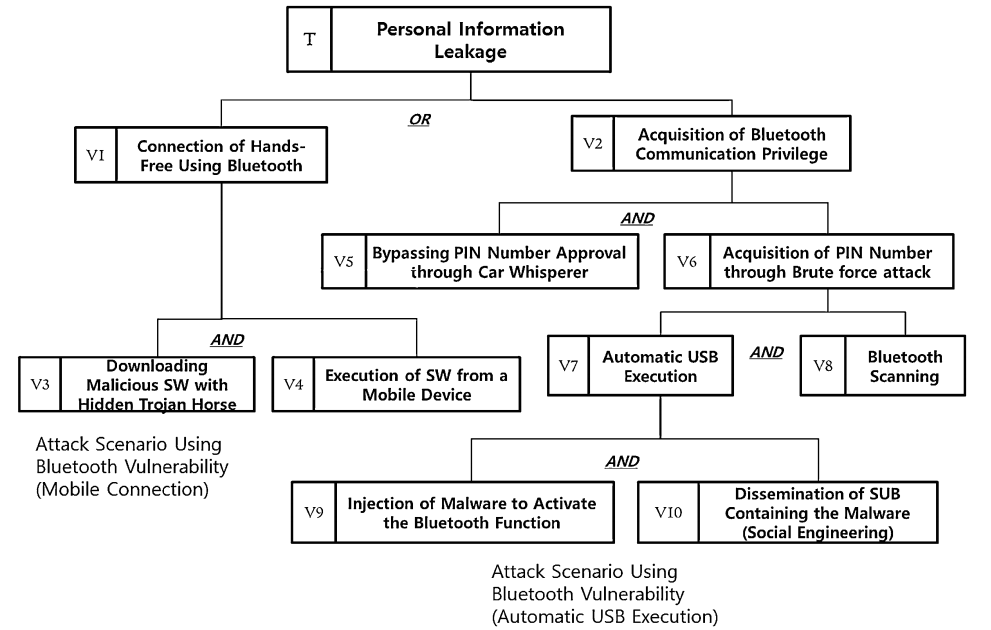 T
Personal Information
Leakage
OR
V1
Connection of Hands-
Free Using Bluetooth
V2
Acquisition of Bluetooth
Communication Privilege
AND
V5
Bypassing PIN Number Approval
through Car Whisperer
V6
Acquisition of PIN Number
through Brute force attack
AND
V3
Downloading
Malicious SW with
Hidden Trojan Horse
V4
Execution of SW from a
Mobile Device
V7
Automatic USB
Execution
AND
V8
Bluetooth
Scanning
Attack Scenario Using
Bluetooth Vulnerability
(Mobile Connection)
AND
V9
Injection of Malware to Activate
the Bluetooth Function
V10
Dissemination of SUB
Containing the Malware
(Social Engineering)
Attack Scenario Using
Bluetooth Vulnerability
(Automatic USB Execution)